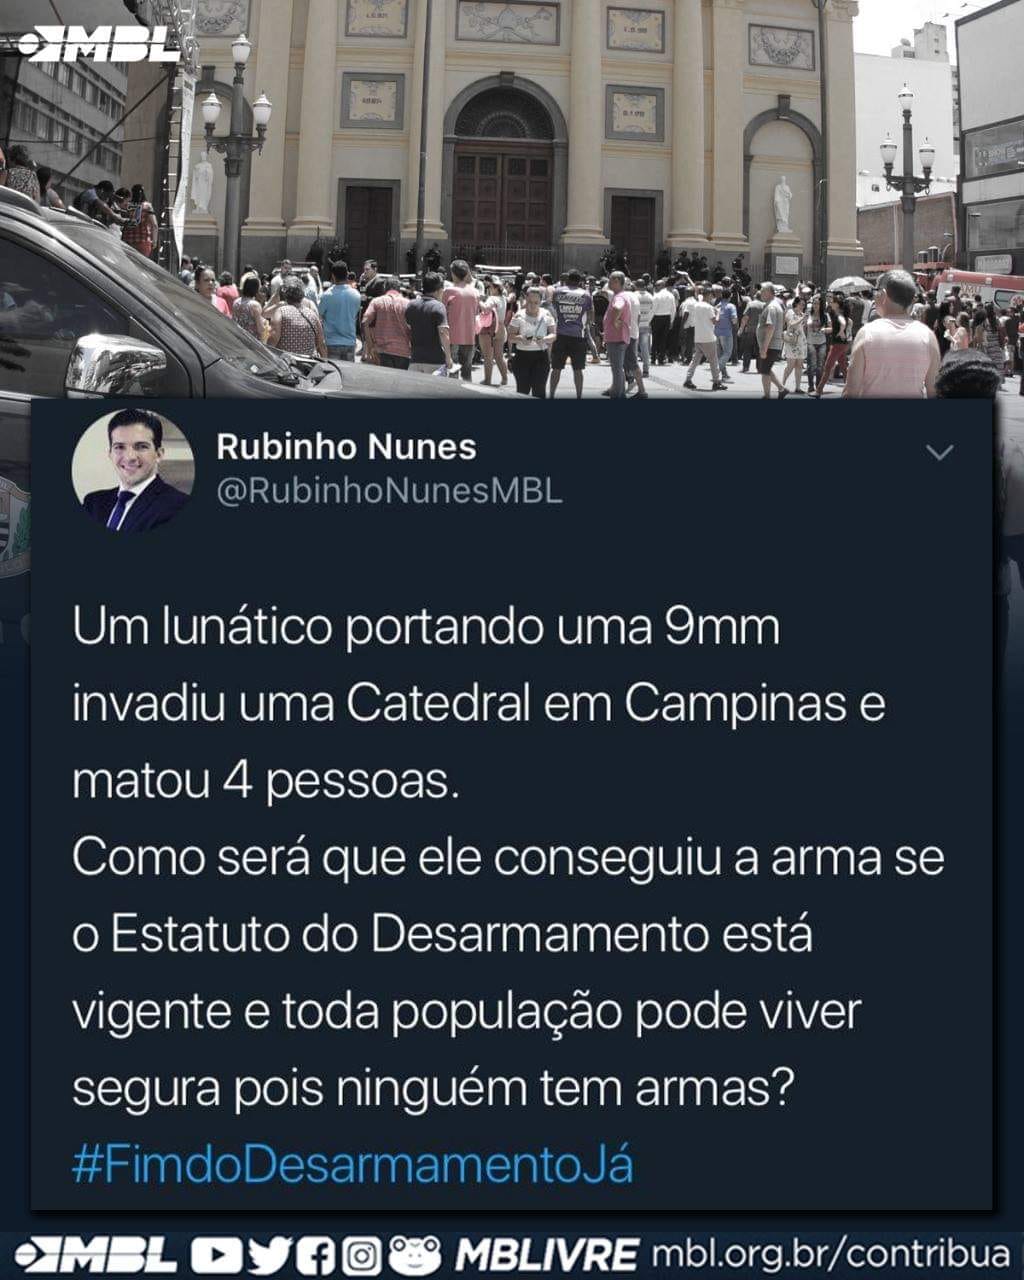 MBL
Rubinho Nunes
@RubinhoNunesMBL
Um lunático portando uma 9mm
invadiu uma Catedral em Campinas e
matou 4 pessoas.
Como será que ele conseguiu a arma se
o Estatuto do Desarmamento está
vigente e toda população pode viver
segura pois ninguém tem armas?
#FimdoDesarmamentoJá
MBL MBLIVRE mbl.org.br/contribua